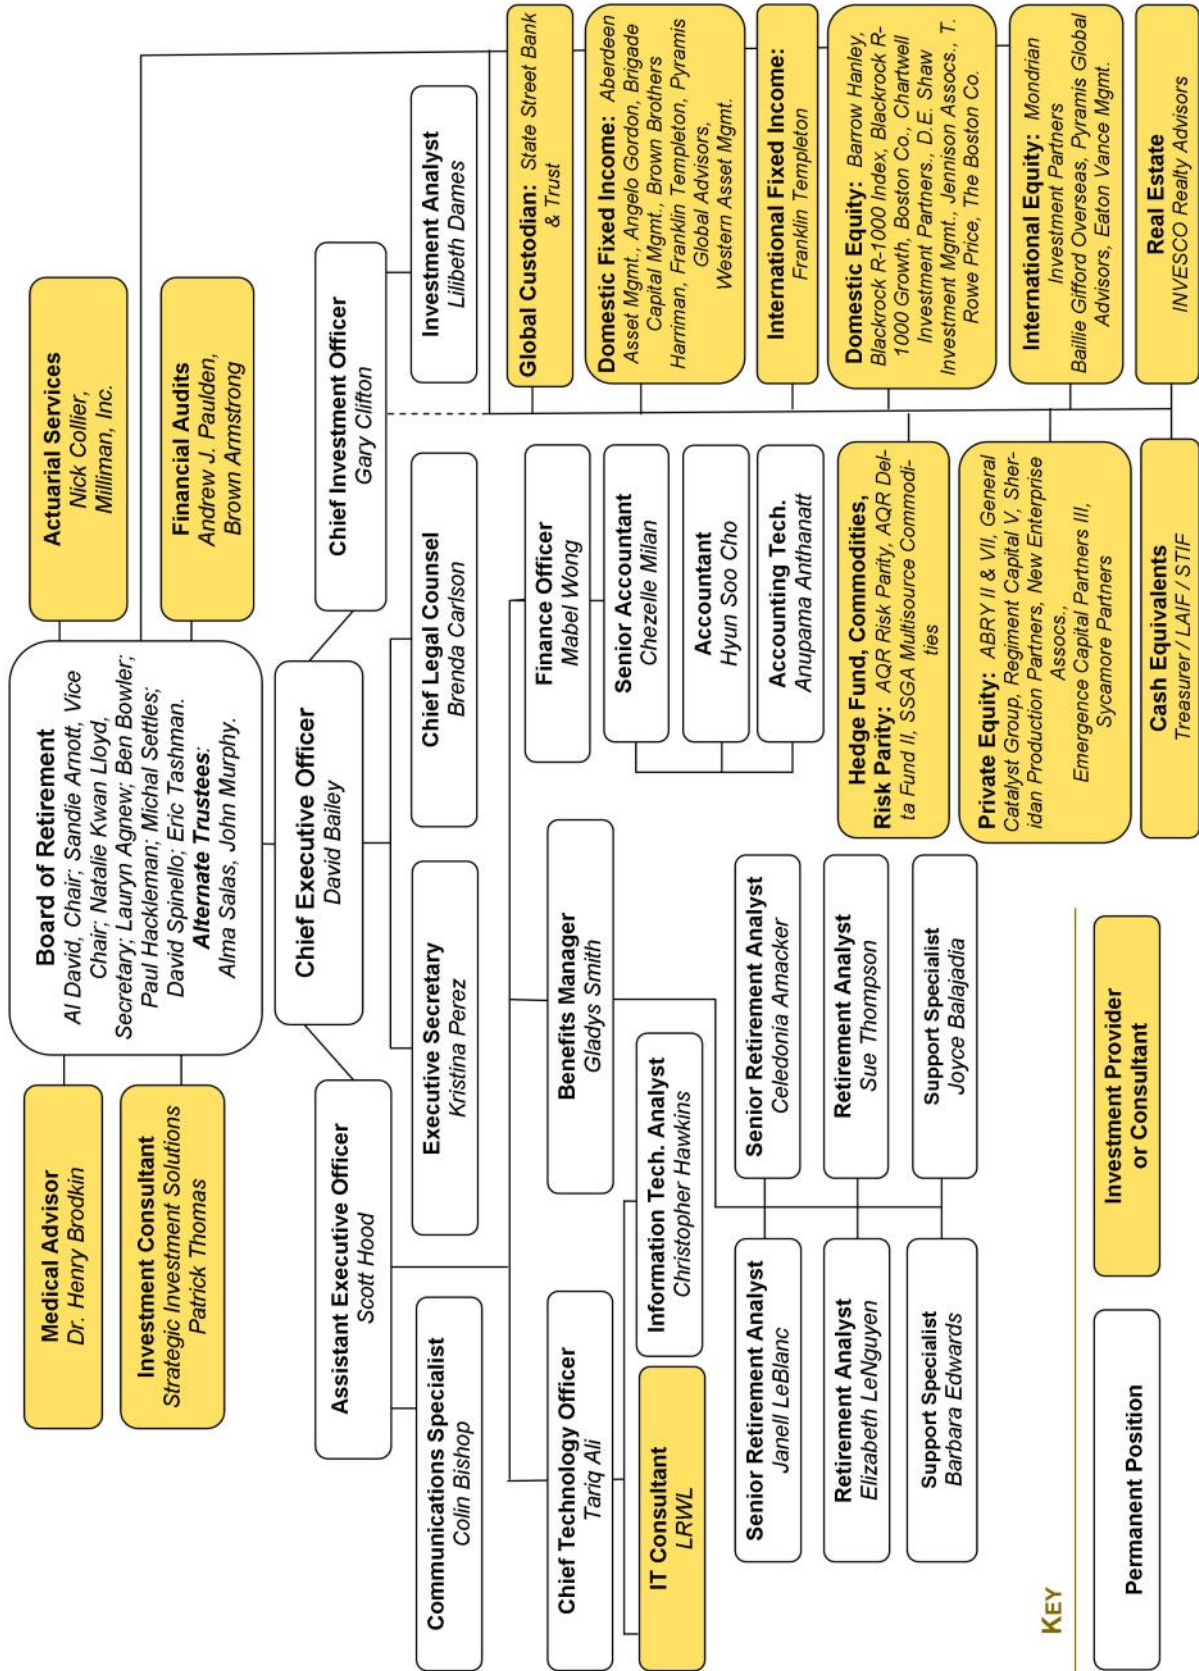 Medical Advisor
Dr. Henry Brodkin
Investment Consultant
Strategic Investment Solutions
Patrick Thomas
Board of Retirement
Al David, Chair; Sandie Arnott, Vice
Chair; Natalie Kwan Lloyd,
Secretary; Lauryn Agnew; Ben Bowler;
Paul Hackleman; Michal Settles;
David Spinello; Eric Tashman.
Alternate Trustees:
Alma Salas, John Murphy.
Actuarial Services
Nick Collier,
Milliman, Inc.
Financial Audits
Andrew J. Paulden,
Brown Armstrong
Chief Executive Officer
David Bailey
Assistant Executive Officer
Scott Hood
Chief Investment Officer
Gary Clifton
Communications Specialist
Colin Bishop
Executive Secretary
Kristina Perez
Chief Legal Counsel
Brenda Carlson
Investment Analyst
Lilibeth Dames
Chief Technology Officer
Tariq Ali
Benefits Manager
Gladys Smith
Finance Officer
Mabel Wong
IT Consultant
LRWL
Information Tech. Analyst
Christopher Hawkins
Senior Accountant
Chezelle Milan
Accountant
Hyun Soo Cho
Accounting Tech.
Anupama Anthanatt
Senior Retirement Analyst
Janell LeBlanc
Senior Retirement Analyst
Celedonia Amacker
Retirement Analyst
Elizabeth LeNguyen
Retirement Analyst
Sue Thompson
Support Specialist
Barbara Edwards
Support Specialist
Joyce Balajadia
Global Custodian: State Street Bank
& Trust
Domestic Fixed Income: Aberdeen
Asset Mgmt., Angelo Gordon, Brigade
Capital Mgmt., Brown Brothers
Harriman, Franklin Templeton, Pyramis
Global Advisors,
Western Asset Mgmt.
International Fixed Income:
Franklin Templeton
Domestic Equity: Barrow Hanley,
Blackrock R-1000 Index, Blackrock R-
1000 Growth, Boston Co., Chartwell
Investment Partners., D.E. Shaw
Investment Mgmt., Jennison Assocs., T.
Rowe Price, The Boston Co.
International Equity: Mondrian
Investment Partners
Baillie Gifford Overseas, Pyramis Global
Advisors, Eaton Vance Mgmt.
Real Estate
INVESCO Realty Advisors
Hedge Fund, Commodities,
Risk Parity: AQR Risk Parity, AQR Del-
ta Fund II, SSGA Multisource Commodi-
ties
Private Equity: ABRY II & VII, General
Catalyst Group, Regiment Capital V, Sher-
idan Production Partners, New Enterprise
Assocs.,
Emergence Capital Partners III,
Sycamore Partners
Cash Equivalents
Treasurer / LAIF / STIF
KEY
Permanent Position
Investment Provider
or Consultant